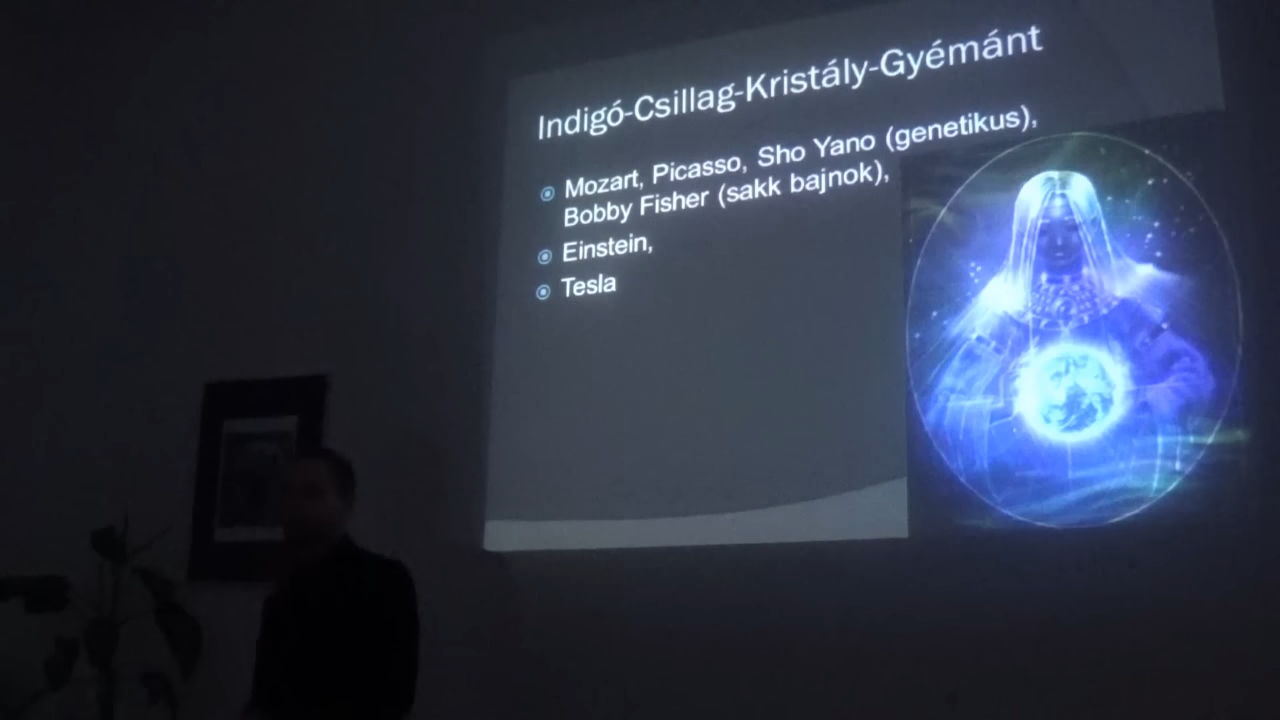 Indigó-Csillag-Kristály-Gyémánt
Mozart, Picasso, Sho Yano (genetikus),
Bobby Fisher (sakk bajnok),
Einstein,
Tesla